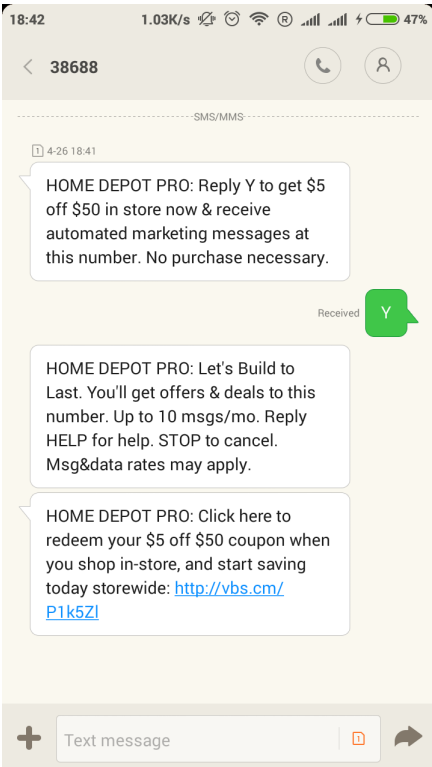 18:42 1.03K/s R 47%
38688
SMS/MMS
1 4-26 18:41
HOME DEPOT PRO: Reply Y to get $5
off $50 in store now & receive
automated marketing messages at
this number. No purchase necessary.
Received Y
HOME DEPOT PRO: Let's Build to
Last. You'll get offers & deals to this
number. Up to 10 msgs/mo. Reply
HELP for help. STOP to cancel.
Msg&data rates may apply.
HOME DEPOT PRO: Click here to
redeem your $5 off $50 coupon when
you shop in-store, and start saving
today storewide: http://vbs.cm/
P1k5Zl
Text message 1